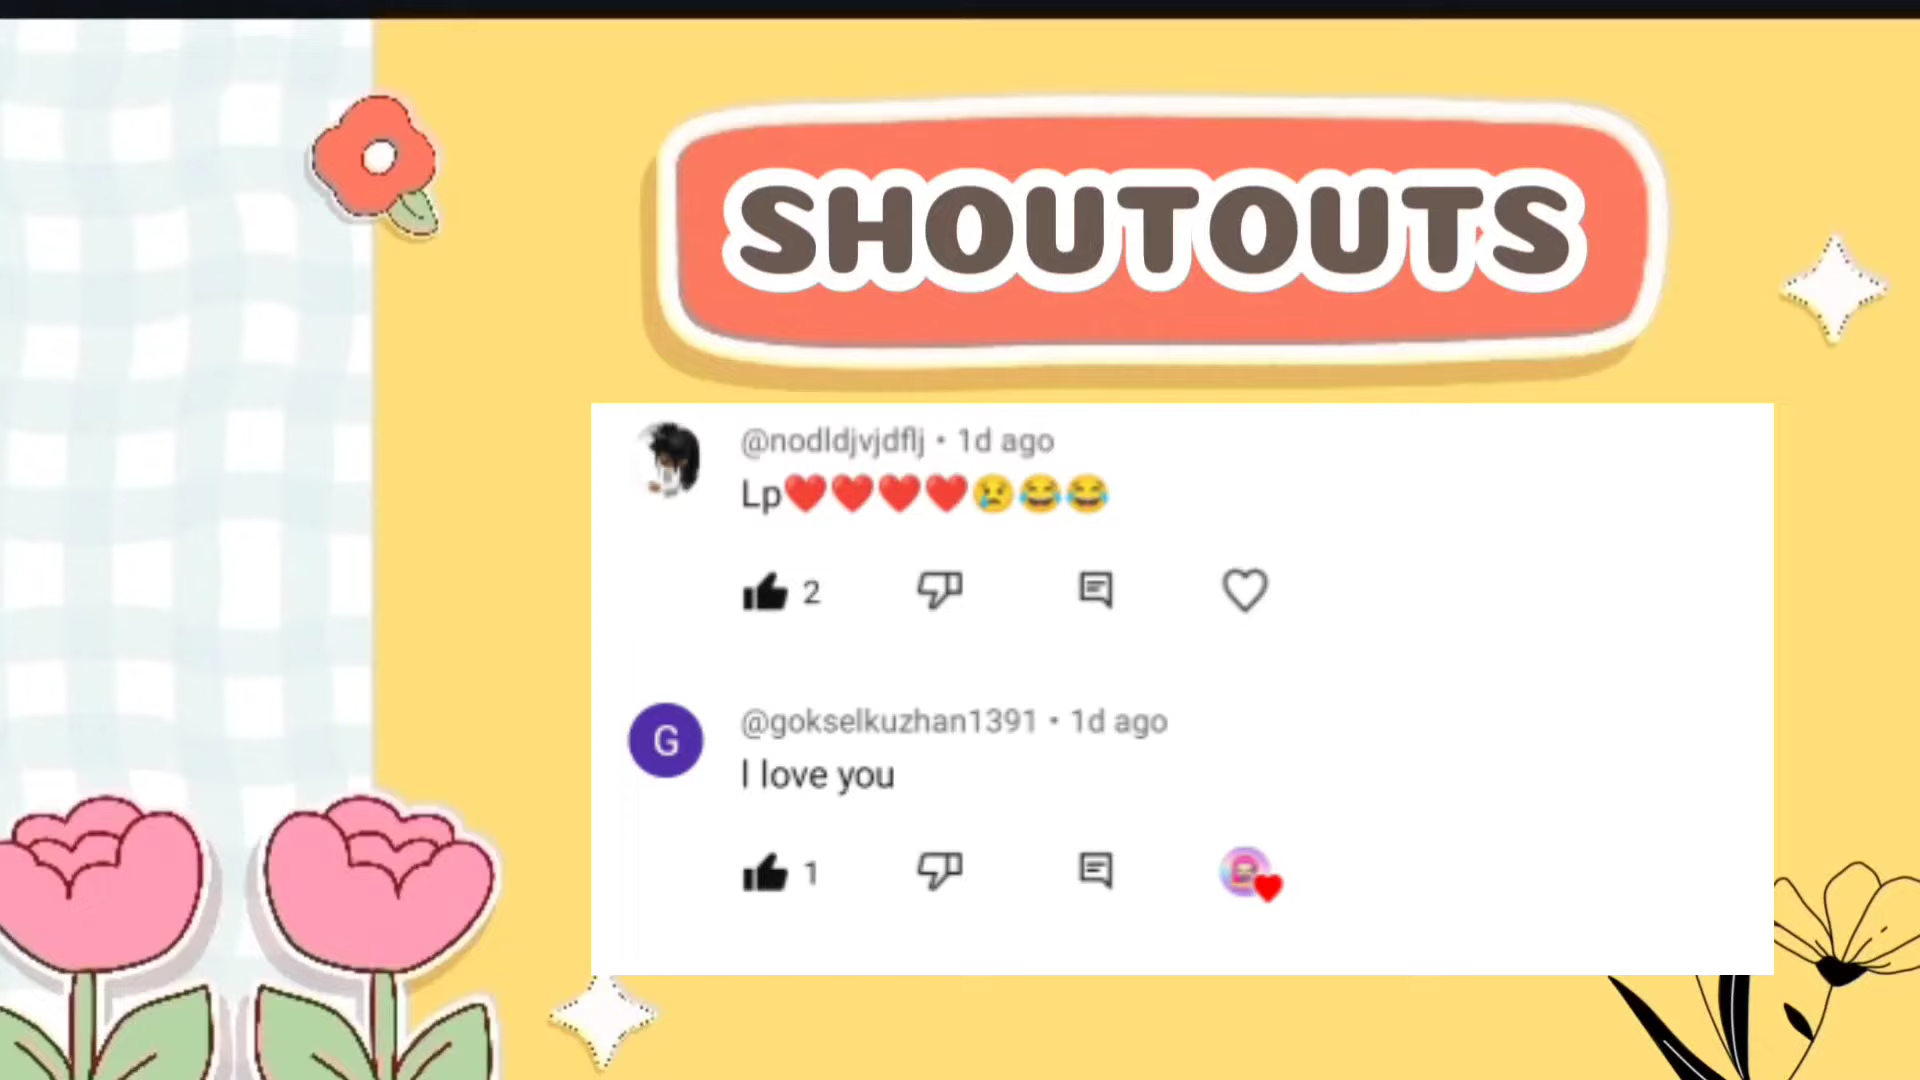 SHOUTOUTS
@nodldjvjdflj • 1d ago
Lp❤️❤️❤️❤️😢😂😂
2
G
@gokselkuzhan1391 • 1d ago
I love you
1